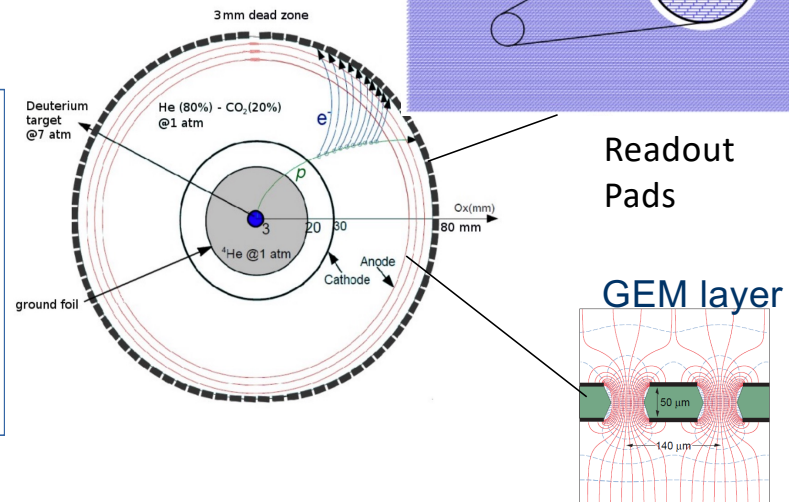 3mm dead zone
Deuterium
target
@7 atm
He (80%) - CO₂(20%)
@1 atm
e⁻
p
Readout
Pads
Ox(mm)
3
20
30
80 mm
⁴He @1 atm
Anode
Cathode
ground foil
GEM layer
50 µm
140 µm